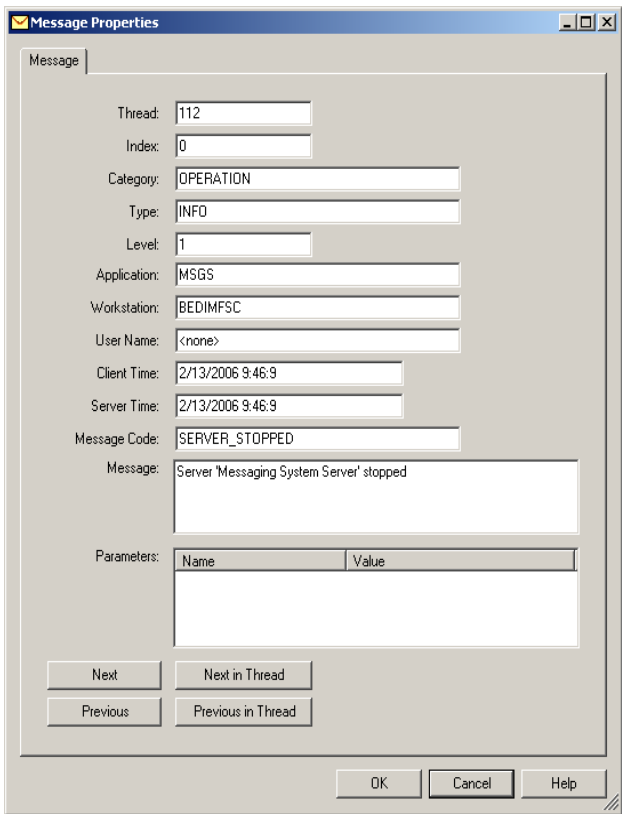 Message Properties
Message
Thread: 112
Index: 0
Category: OPERATION
Type: INFO
Level: 1
Application: MSGS
Workstation: BEDIMFSC
User Name: <none>
Client Time: 2/13/2006 9:46:9
Server Time: 2/13/2006 9:46:9
Message Code: SERVER_STOPPED
Message: Server 'Messaging System Server' stopped
Parameters: Name Value
Next Next in Thread
Previous Previous in Thread
OK Cancel Help